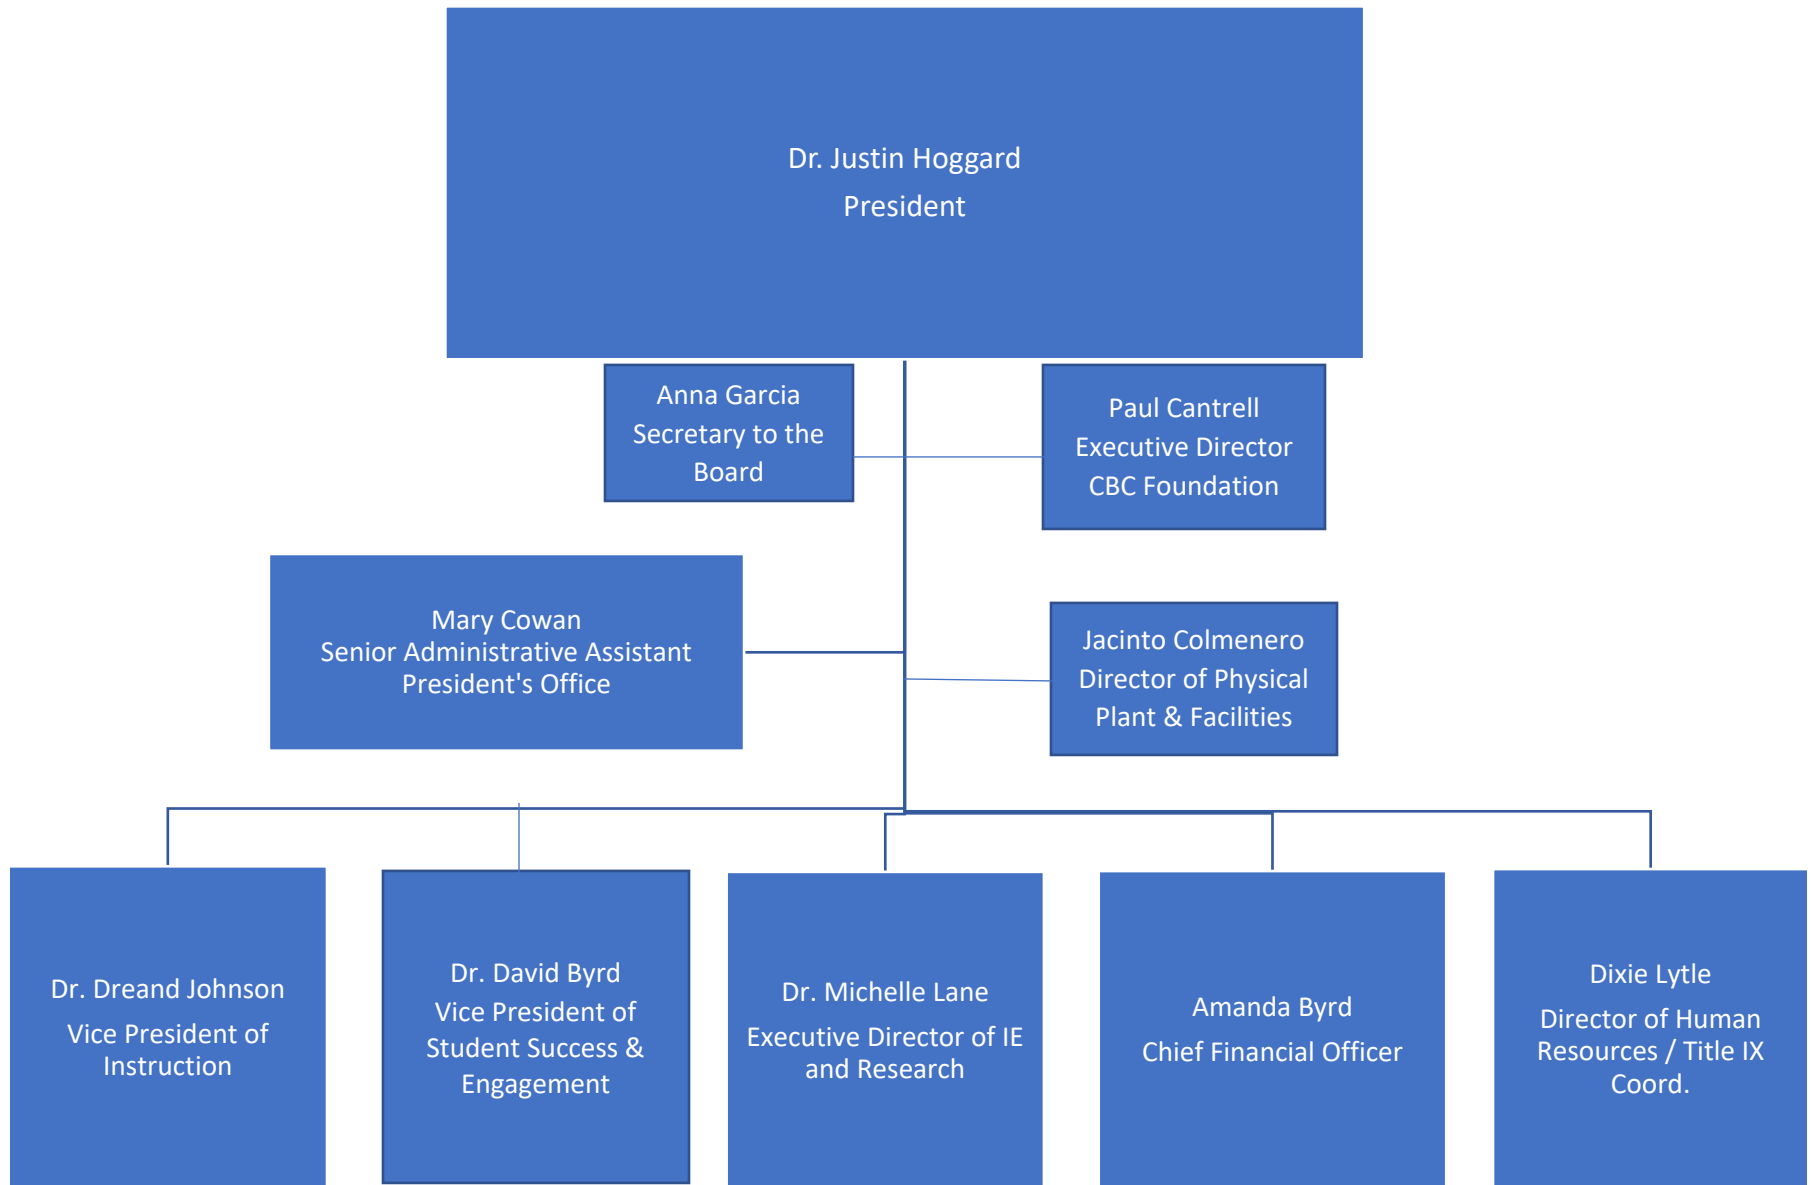 Dr. Justin Hoggard
President
Anna Garcia
Secretary to the
Board
Paul Cantrell
Executive Director
CBC Foundation
Mary Cowan
Senior Administrative Assistant
President's Office
Jacinto Colmenero
Director of Physical
Plant & Facilities
Dr. Dreand Johnson
Vice President of
Instruction
Dr. David Byrd
Vice President of
Student Success &
Engagement
Dr. Michelle Lane
Executive Director of IE
and Research
Amanda Byrd
Chief Financial Officer
Dixie Lytle
Director of Human
Resources / Title IX
Coord.